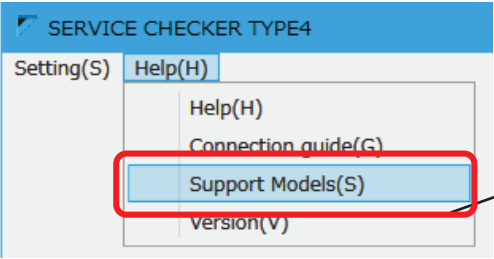 SERVICE CHECKER TYPE4
Setting(S) Help(H)
Help(H)
Connection guide(G)
Support Models(S)
Version(V)